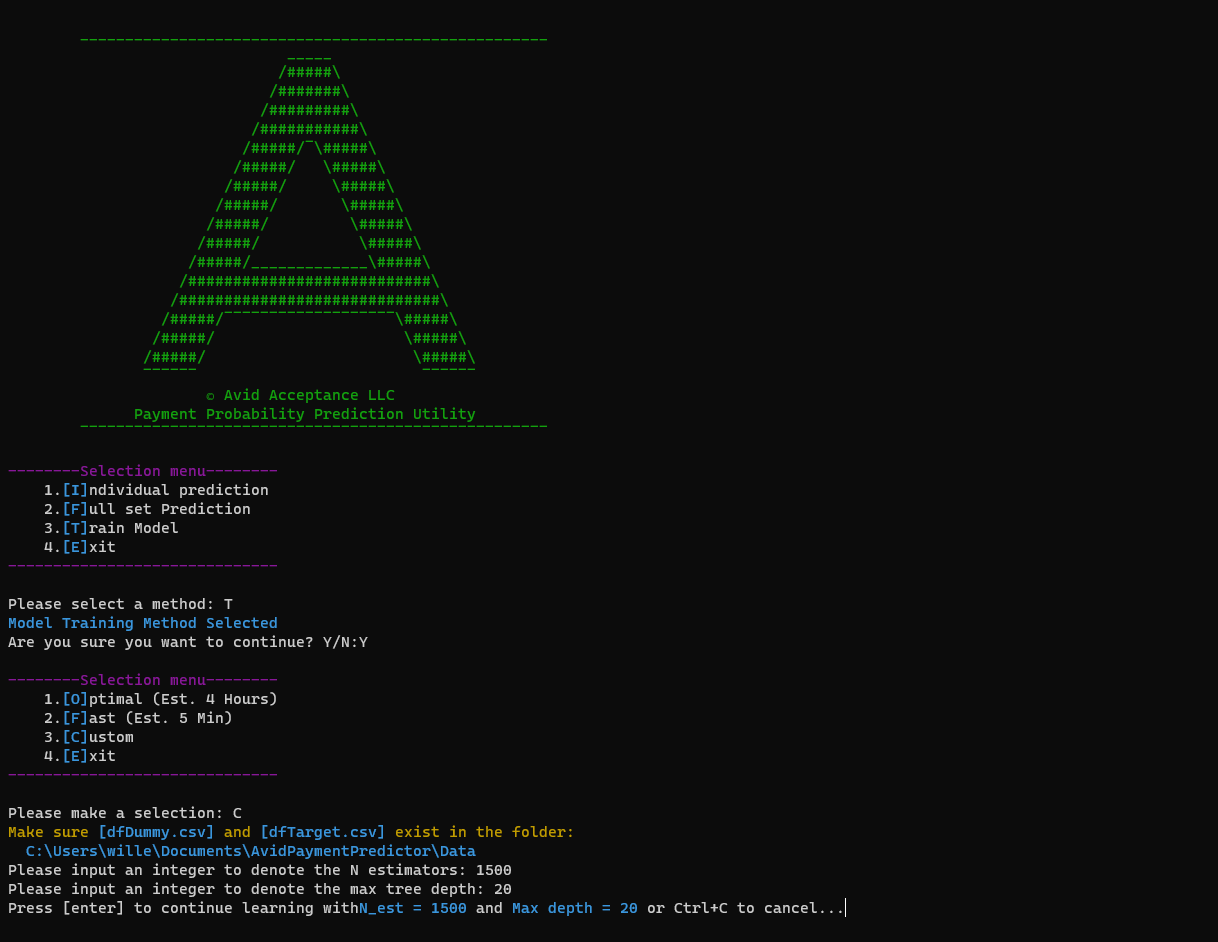 © Avid Acceptance LLC
Payment Probability Prediction Utility
--------Selection menu--------
1.[I]ndividual prediction
2.[F]ull set Prediction
3.[T]rain Model
4.[E]xit
------------------------------
Please select a method: T
Model Training Method Selected
Are you sure you want to continue? Y/N:Y
--------Selection menu--------
1.[O]ptimal (Est. 4 Hours)
2.[F]ast (Est. 5 Min)
3.[C]ustom
4.[E]xit
------------------------------
Please make a selection: C
Make sure [dfDummy.csv] and [dfTarget.csv] exist in the folder:
C:\Users\wille\Documents\AvidPaymentPredictor\Data
Please input an integer to denote the N estimators: 1500
Please input an integer to denote the max tree depth: 20
Press [enter] to continue learning withN_est = 1500 and Max depth = 20 or Ctrl+C to cancel...